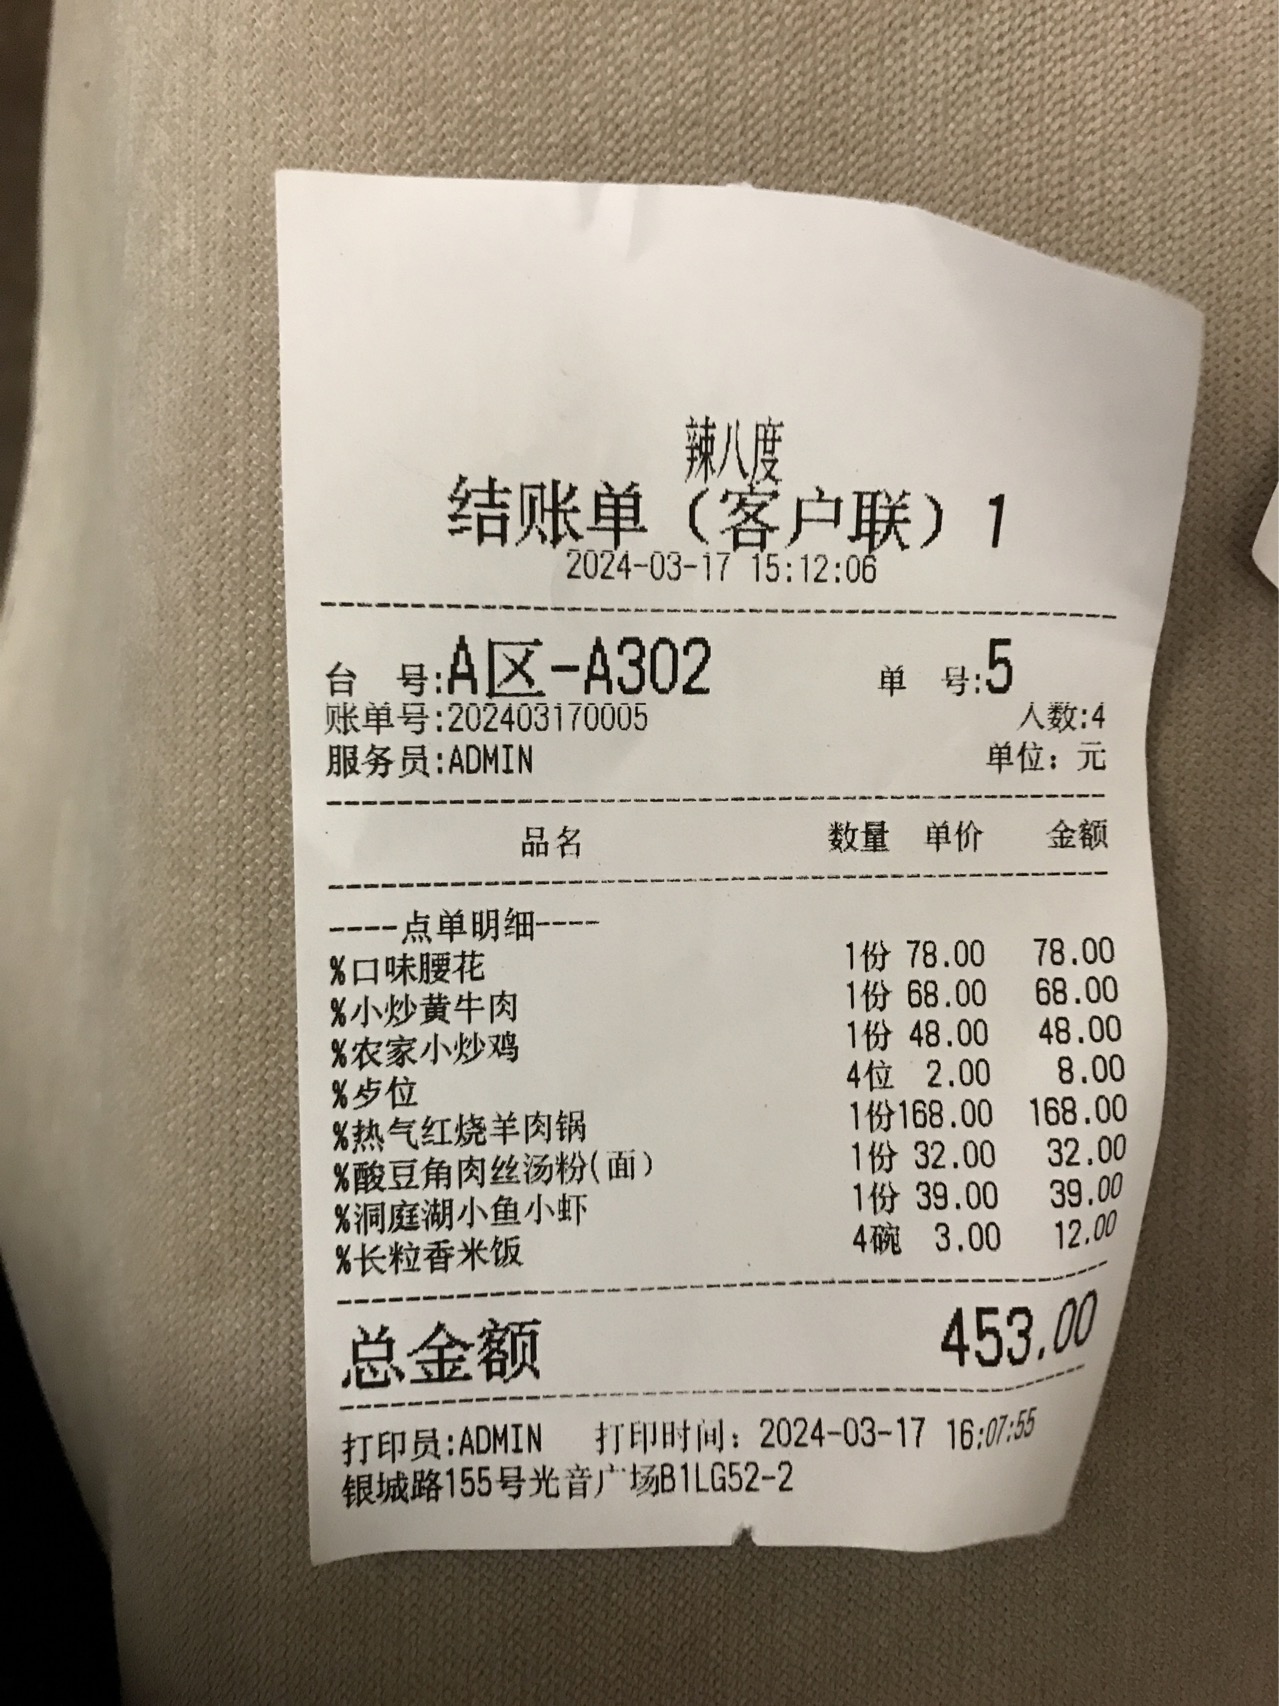 辣八度
结账单（客户联）1
2024-03-17 15:12:06
台 号:A区-A302 单 号:5
账单号:202403170005 人数:4
服务员:ADMIN 单位：元
品名 数量 单价 金额
----点单明细----
%口味腰花 1份 78.00 78.00
%小炒黄牛肉 1份 68.00 68.00
%农家小炒鸡 1份 48.00 48.00
%歺位 4位 2.00 8.00
%热气红烧羊肉锅 1份168.00 168.00
%酸豆角肉丝汤粉(面） 1份 32.00 32.00
%洞庭湖小鱼小虾 1份 39.00 39.00
%长粒香米饭 4碗 3.00 12.00
总金额 453.00
打印员:ADMIN 打印时间：2024-03-17 16:07:55
银城路155号光音广场B1LG52-2